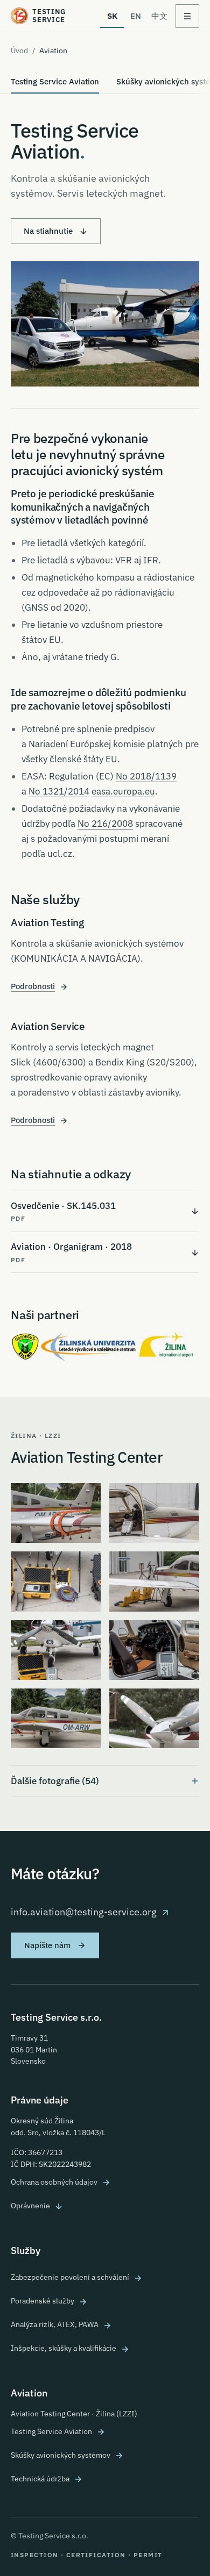 TESTING
SERVICE
SK EN 中文
Úvod / Aviation
Testing Service Aviation Skúšky avionických
Testing Service
Aviation.
Kontrola a skúšanie avionických
systémov. Servis leteckých magnet.
Na stiahnutie
Pre bezpečné vykonanie
letu je nevyhnutný správne
pracujúci avionický systém
Preto je periodické preskúšanie
komunikačných a navigačných
systémov v lietadlách povinné
Pre lietadlá všetkých kategórií.
Pre lietadlá s výbavou: VFR aj IFR.
Od magnetického kompasu a rádiostanice
cez odpovedače až po rádionavigáciu
(GNSS od 2020).
Pre lietanie vo vzdušnom priestore
štátov EU.
Áno, aj vrátane triedy G.
Ide samozrejme o dôležitú podmienku
pre zachovanie letovej spôsobilosti
Potrebné pre splnenie predpisov
a Nariadení Európskej komisie platných pre
všetky členské štáty EU.
EASA: Regulation (EC) No 2018/1139
a No 1321/2014 easa.europa.eu.
Dodatočné požiadavky na vykonávanie
údržby podľa No 216/2008 spracované
aj s požadovanými postupmi meraní
podľa ucl.cz.
Naše služby
Aviation Testing
Kontrola a skúšanie avionických systémov
(KOMUNIKÁCIA A NAVIGÁCIA).
Podrobnosti
Aviation Service
Kontroly a servis leteckých magnet
Slick (4600/6300) a Bendix King (S20/S200),
sprostredkovanie opravy avioniky
a poradenstvo v oblasti zástavby avioniky.
Podrobnosti
Na stiahnutie a odkazy
Osvedčenie · SK.145.031
PDF
Aviation · Organigram · 2018
PDF
Naši partneri
ŽILINSKÁ UNIVERZITA
Letecké výcvikové a vzdelávacie centrum
ŽILINA
international airport
ŽILINA · LZZI
Aviation Testing Center
OM-ARW
Ďalšie fotografie (54)
Máte otázku?
info.aviation@testing-service.org
Napíšte nám
Testing Service s.r.o.
Timravy 31
036 01 Martin
Slovensko
Právne údaje
Okresný súd Žilina
odd. Sro, vložka č. 118043/L
IČO: 36677213
IČ DPH: SK2022243982
Ochrana osobných údajov
Oprávnenie
Služby
Zabezpečenie povolení a schválení
Poradenské služby
Analýza rizík, ATEX, PAWA
Inšpekcie, skúšky a kvalifikácie
Aviation
Aviation Testing Center · Žilina (LZZI)
Testing Service Aviation
Skúšky avionických systémov
Technická údržba
© Testing Service s.r.o.
INSPECTION · CERTIFICATION · PERMIT